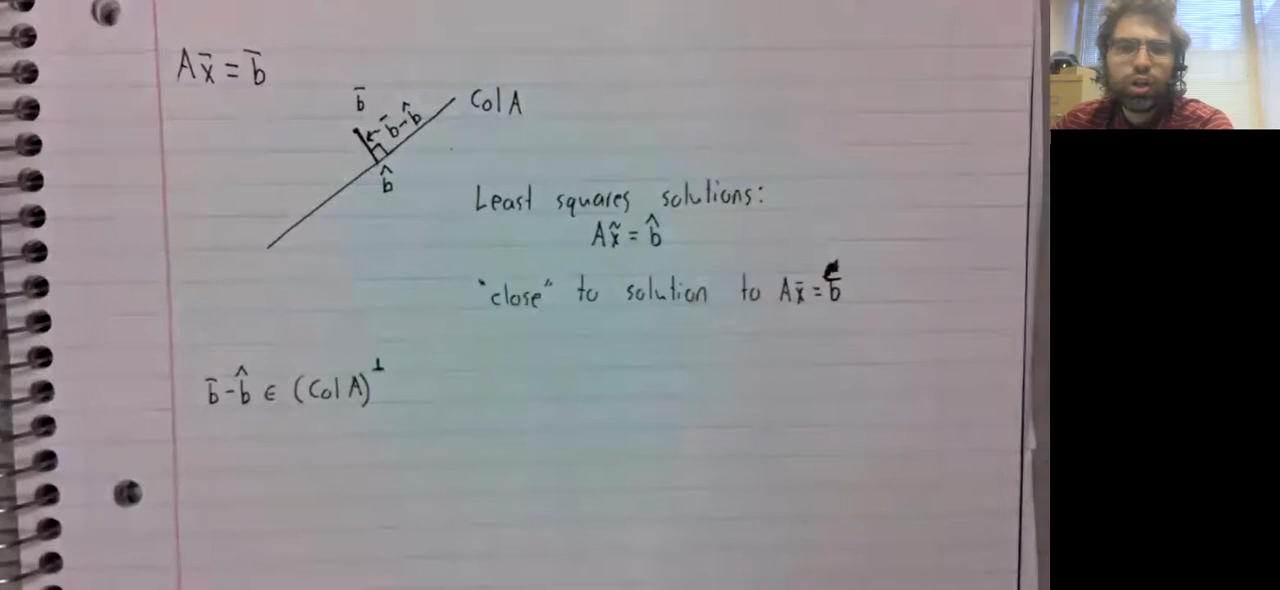 Ax̄ = b̄
b̄
b̄-b̂
Col A
b̂
Least squares solutions:
Ax̃ = b̂
"close" to solution to Ax̄ = b̄
b̄-b̂ ∈ (Col A)^⊥